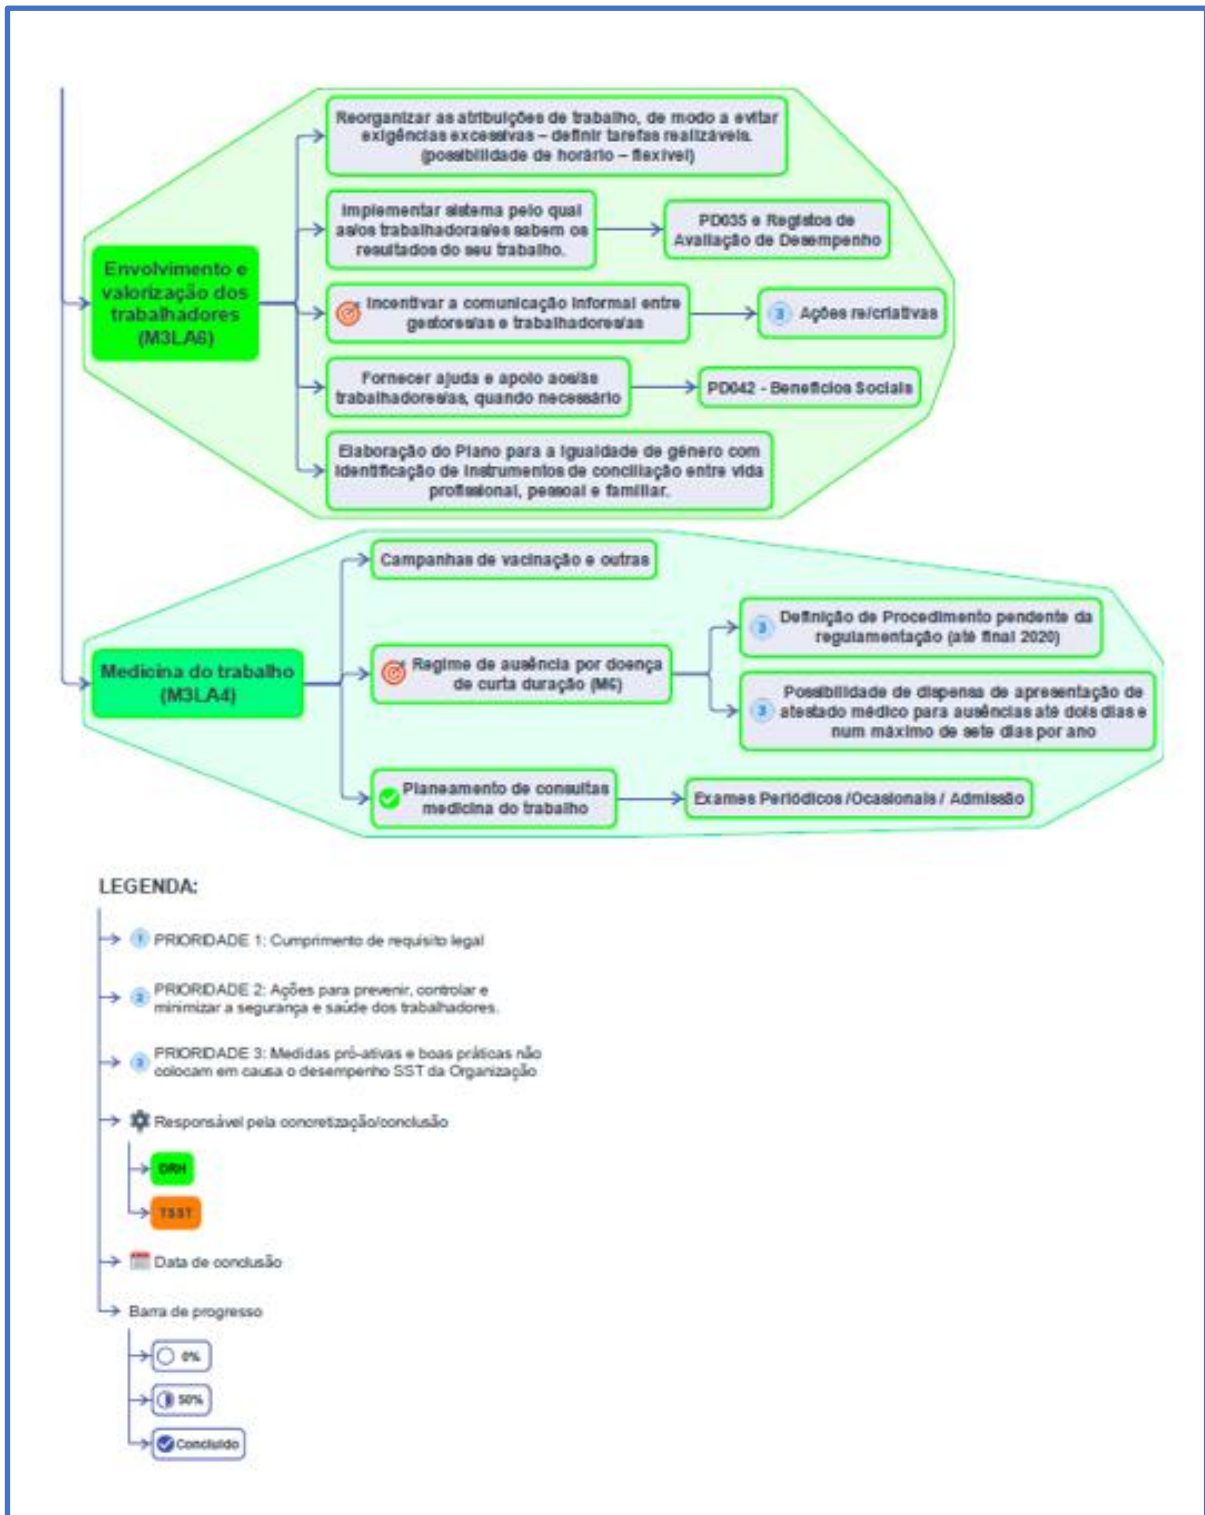 Reorganizar as atribuições de trabalho, de modo a evitar
exigências excessivas – definir tarefas realizáveis.
(possibilidade de horário – flexível)
Implementar sistema pelo qual
as/os trabalhadoras/es sabem os
resultados do seu trabalho.
PD035 e Registos de
Avaliação de Desempenho
Envolvimento e
valorização dos
trabalhadores
(M3LA6)
Incentivar a comunicação informal entre
gestores/as e trabalhadores/as
3 Ações re/criativas
Fornecer ajuda e apoio aos/às
trabalhadores/as, quando necessário
PD042 - Benefícios Sociais
Elaboração do Plano para a igualdade de género com
identificação de instrumentos de conciliação entre vida
profissional, pessoal e familiar.
Campanhas de vacinação e outras
Medicina do trabalho
(M3LA4)
Regime de ausência por doença
de curta duração (M6)
3 Definição de Procedimento pendente da
regulamentação (até final 2020)
3 Possibilidade de dispensa de apresentação de
atestado médico para ausências até dois dias e
num máximo de sete dias por ano
Planeamento de consultas
medicina do trabalho
Exames Periódicos /Ocasionais / Admissão
LEGENDA:
1 PRIORIDADE 1: Cumprimento de requisito legal
2 PRIORIDADE 2: Ações para prevenir, controlar e
minimizar a segurança e saúde dos trabalhadores.
3 PRIORIDADE 3: Medidas pró-ativas e boas práticas não
colocam em causa o desempenho SST da Organização
Responsável pela concretização/conclusão
DRH
TSST
Data de conclusão
Barra de progresso
0%
50%
Concluído